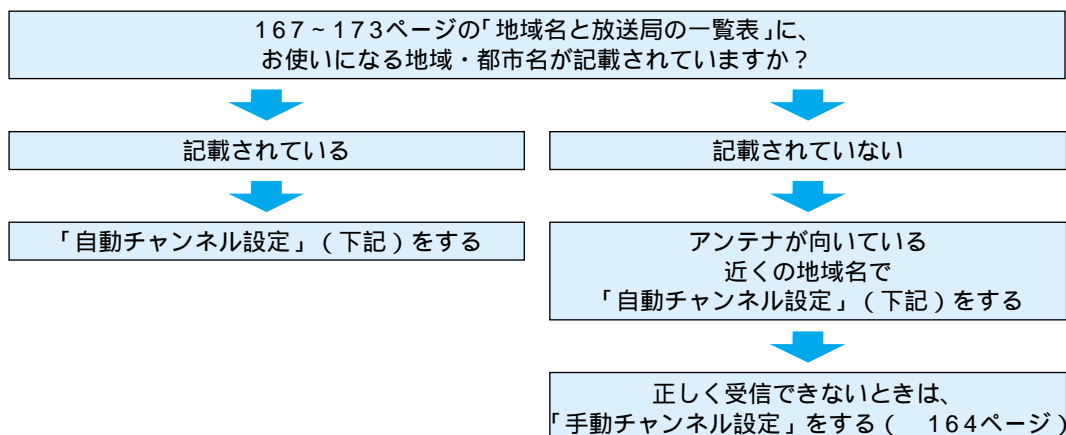 167~173ページの「地域名と放送局の一覧表」に、
お使いになる地域・都市名が記載されていますか？
記載されている
記載されていない
「自動チャンネル設定」(下記)をする
アンテナが向いている
近くの地域名で
「自動チャンネル設定」(下記)をする
正しく受信できないときは、
「手動チャンネル設定」をする( 164ページ)